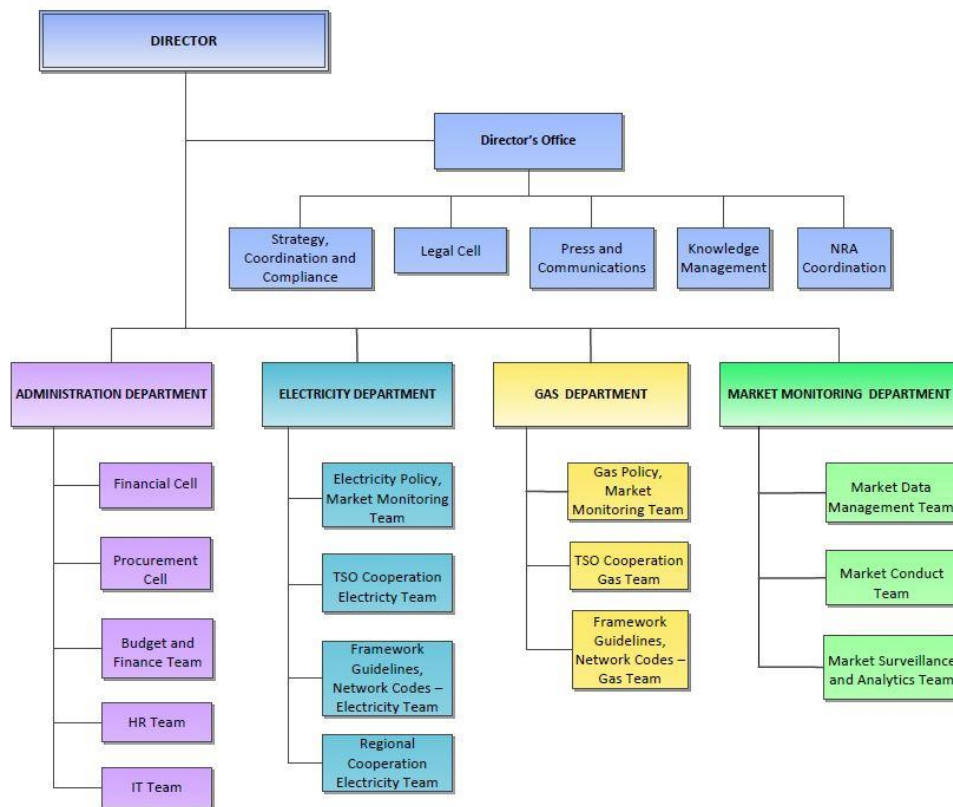 DIRECTOR
Director's Office
Strategy,
Coordination and
Compliance
Legal Cell
Press and
Communications
Knowledge
Management
NRA
Coordination
ADMINISTRATION DEPARTMENT
Financial Cell
Procurement
Cell
Budget and
Finance Team
HR Team
IT Team
ELECTRICITY DEPARTMENT
Electricity Policy,
Market Monitoring
Team
TSO Cooperation
Electricty Team
Framework
Guidelines,
Network Codes –
Electricity Team
Regional
Cooperation
Electricity Team
GAS DEPARTMENT
Gas Policy,
Market
Monitoring Team
TSO Cooperation
Gas Team
Framework
Guidelines,
Network Codes –
Gas Team
MARKET MONITORING DEPARTMENT
Market Data
Management Team
Market Conduct
Team
Market Surveillance
and Analytics Team